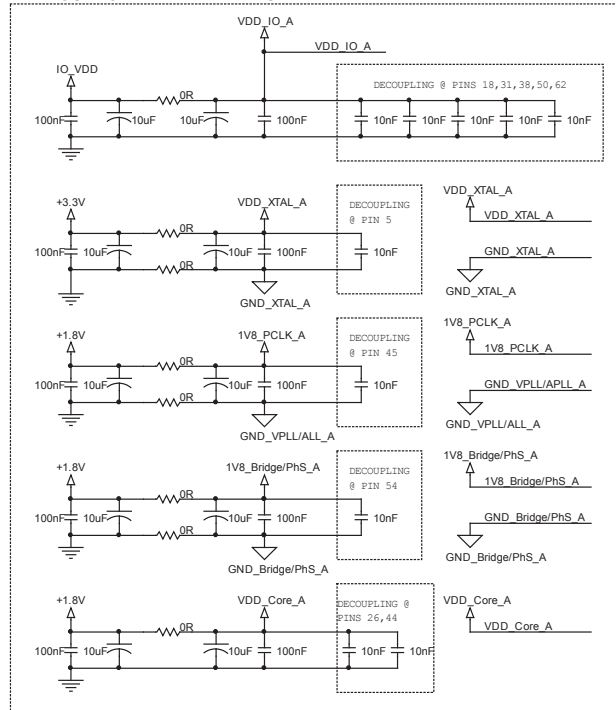 VDD_IO_A
VDD_IO_A
IO_VDD
DECOUPLING @ PINS 18,31,38,50,62
0R
100nF 10uF 10uF 100nF 10nF 10nF 10nF 10nF 10nF
+3.3V VDD_XTAL_A DECOUPLING VDD_XTAL_A
@ PIN 5 VDD_XTAL_A
0R
100nF 10uF 10uF 100nF 10nF GND_XTAL_A
0R
GND_XTAL_A GND_XTAL_A
+1.8V 1V8_PCLK_A DECOUPLING 1V8_PCLK_A
@ PIN 45 1V8_PCLK_A
0R
100nF 10uF 10uF 100nF 10nF GND_VPLL/APLL_A
0R
GND_VPLL/ALL_A GND_VPLL/ALL_A
+1.8V 1V8_Bridge/PhS_A DECOUPLING 1V8_Bridge/PhS_A
@ PIN 54 1V8_Bridge/PhS_A
0R
100nF 10uF 10uF 100nF 10nF GND_Bridge/PhS_A
0R
GND_Bridge/PhS_A GND_Bridge/PhS_A
+1.8V VDD_Core_A DECOUPLING @ VDD_Core_A
PINS 26,44 VDD_Core_A
0R
100nF 10uF 10uF 100nF 10nF 10nF